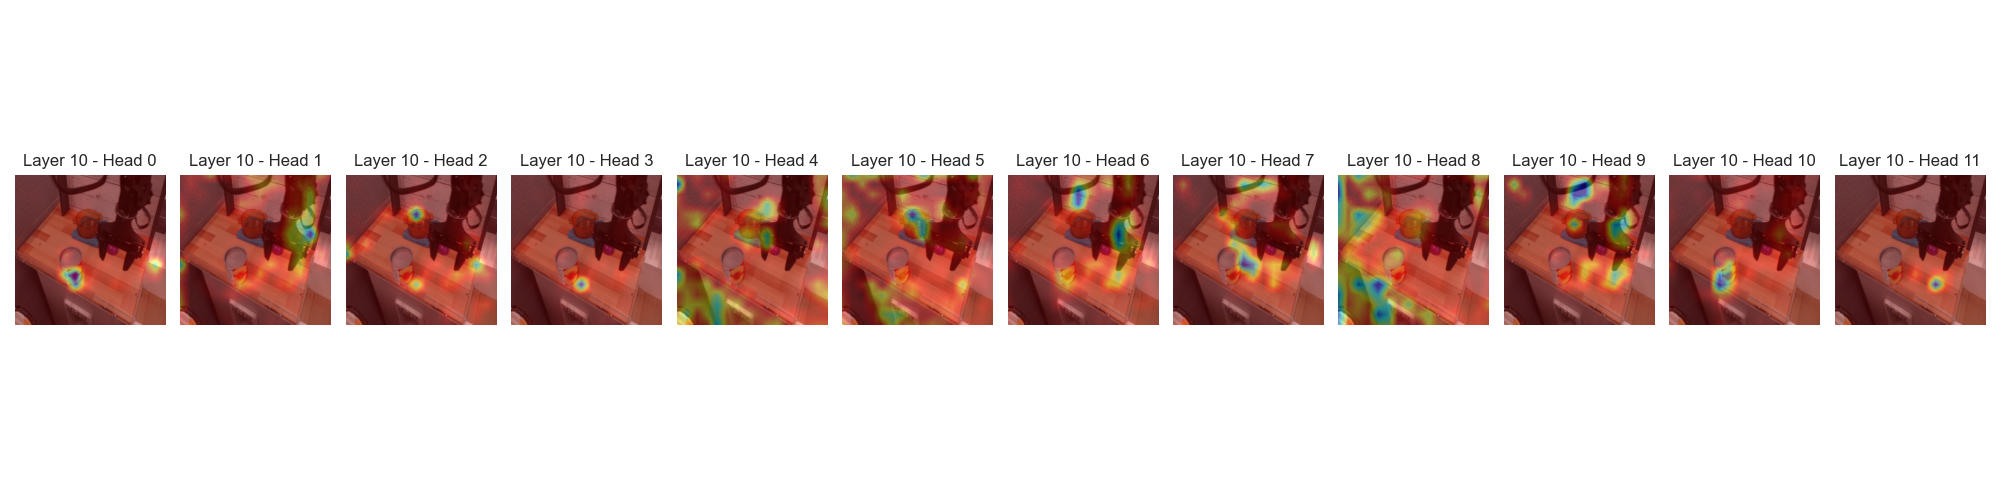 Layer 10 - Head 0
Layer 10 - Head 1
Layer 10 - Head 2
Layer 10 - Head 3
Layer 10 - Head 4
Layer 10 - Head 5
Layer 10 - Head 6
Layer 10 - Head 7
Layer 10 - Head 8
Layer 10 - Head 9
Layer 10 - Head 10
Layer 10 - Head 11